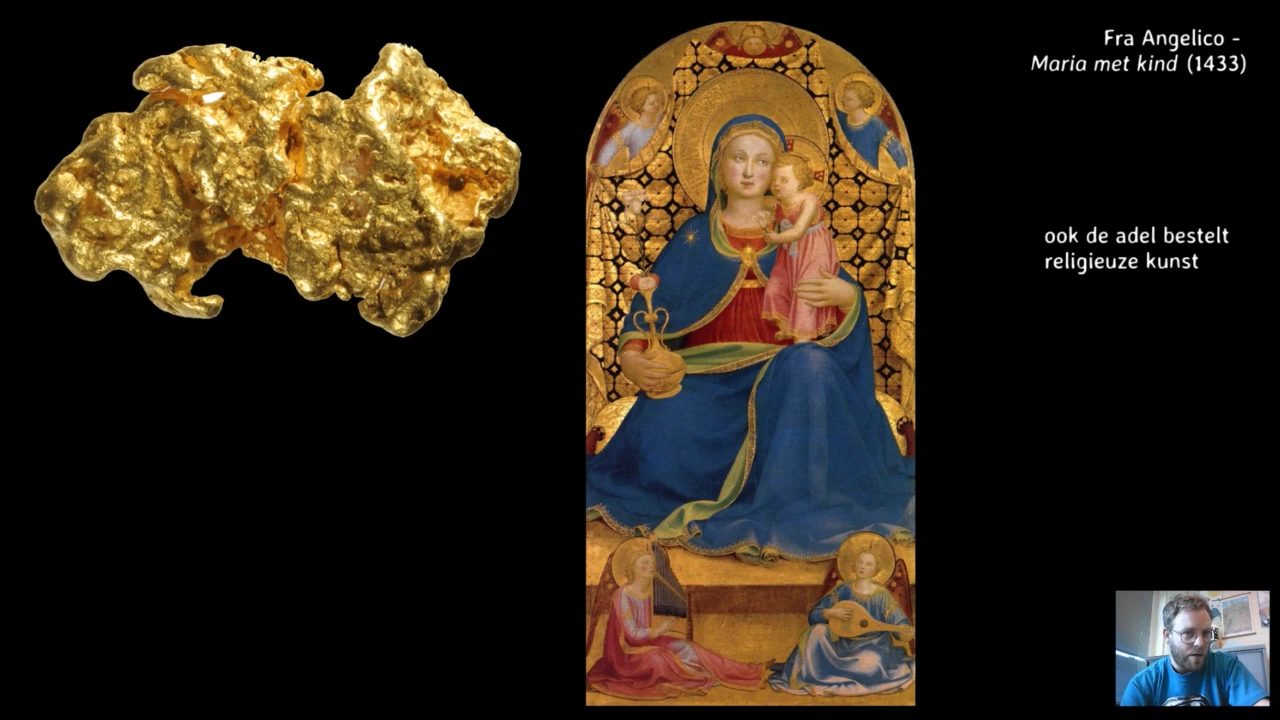 Fra Angelico -
Maria met kind (1433)
ook de adel bestelt
religieuze kunst